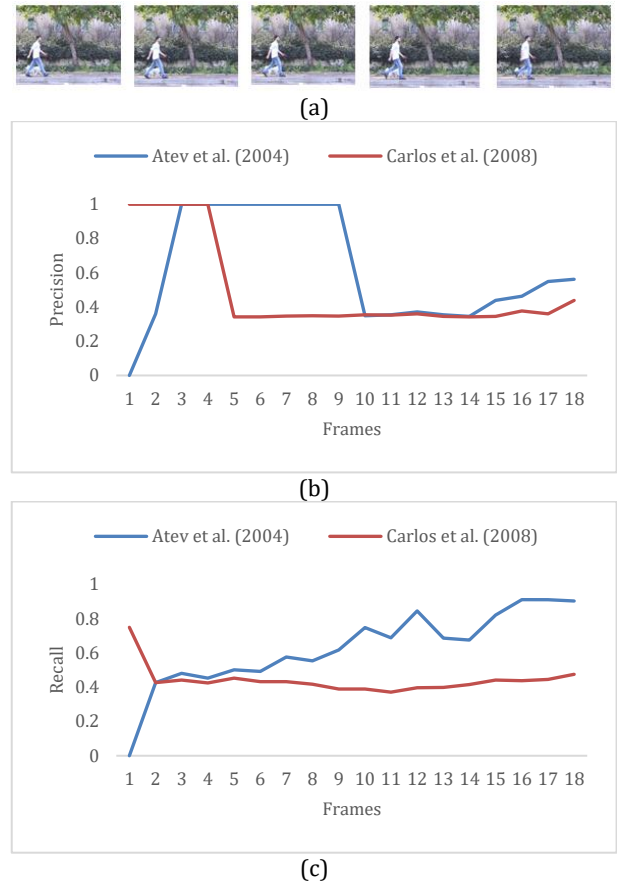 (a)
Atev et al. (2004) Carlos et al. (2008)
1
0.8
0.6
0.4
0.2
0
Precision
1 2 3 4 5 6 7 8 9 10 11 12 13 14 15 16 17 18
Frames
(b)
Atev et al. (2004) Carlos et al. (2008)
1
0.8
0.6
0.4
0.2
0
Recall
1 2 3 4 5 6 7 8 9 10 11 12 13 14 15 16 17 18
Frames
(c)